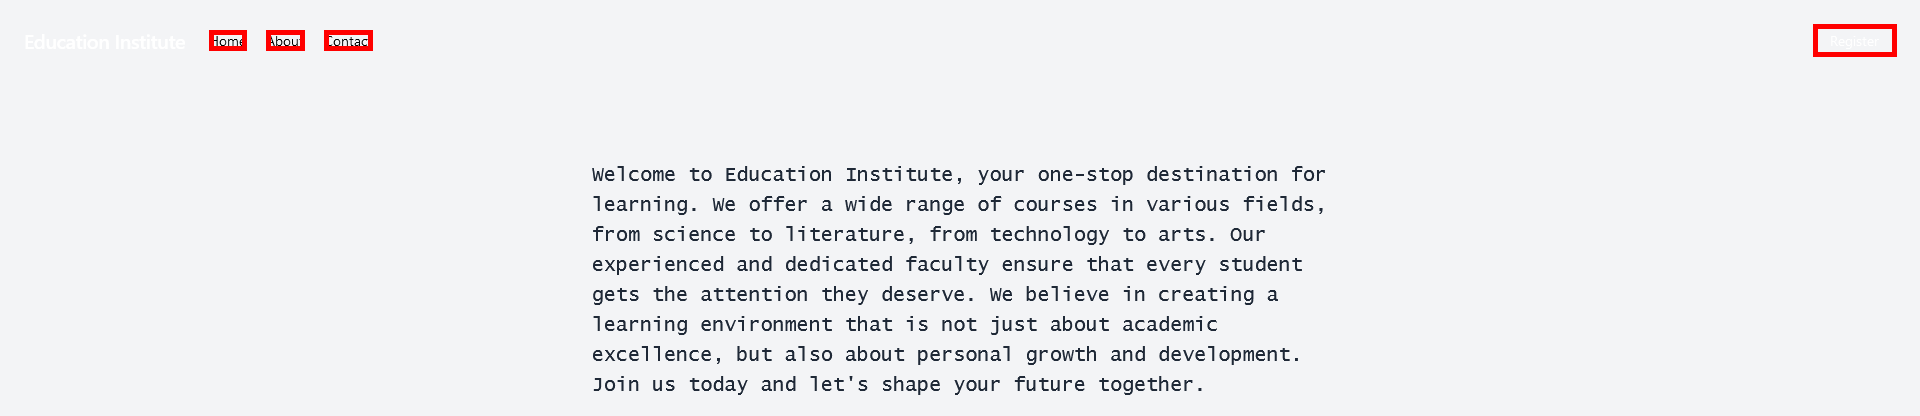 Education Institute Home About Contact Register
Welcome to Education Institute, your one-stop destination for
learning. We offer a wide range of courses in various fields,
from science to literature, from technology to arts. Our
experienced and dedicated faculty ensure that every student
gets the attention they deserve. We believe in creating a
learning environment that is not just about academic
excellence, but also about personal growth and development.
Join us today and let's shape your future together.